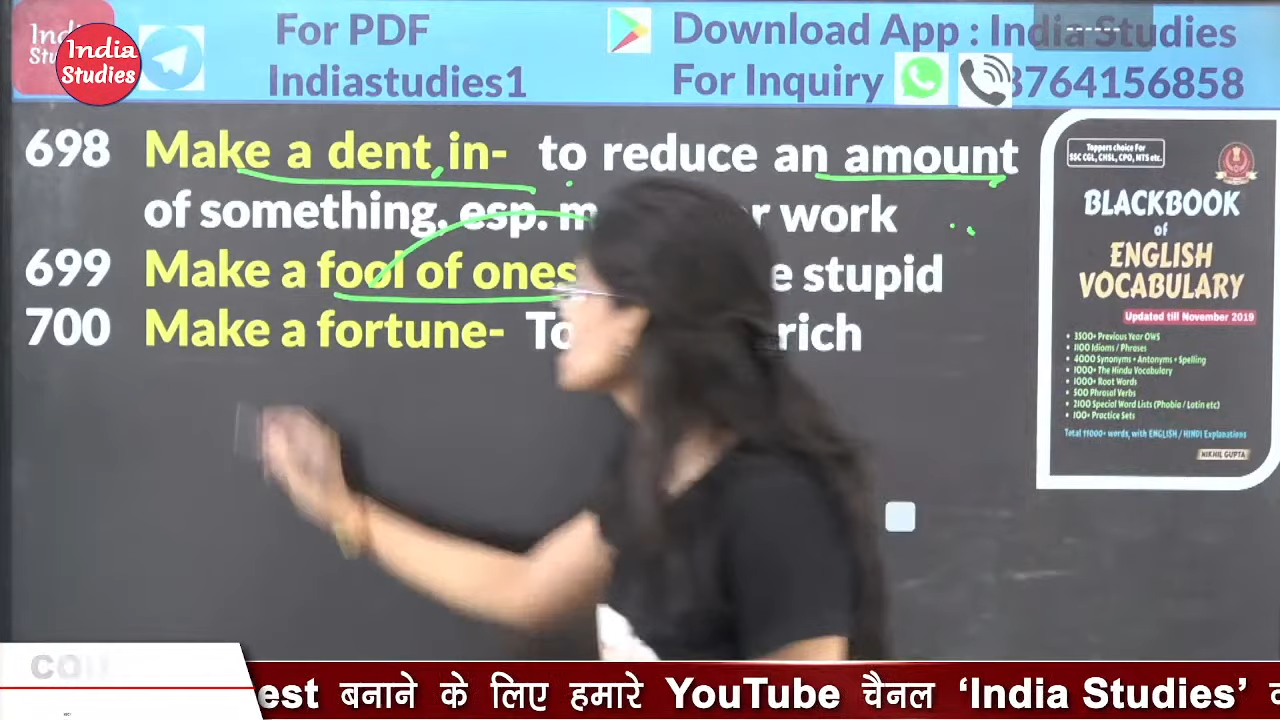 India Studies
For PDF
Download App : India Studies
Indiastudies1
For Inquiry 8764156858
698 Make a dent in- to reduce an amount
of something, esp. work
699 Make a fool of stupid
700 Make a fortune- To rich
Toppers choice For
SSC CGL, CHSL, CPO, NTS etc.
BLACKBOOK
of
ENGLISH
VOCABULARY
Updated till November 2019
• 3500+ Previous Year OWS
• 1100 Idioms / Phrases
• 4000 Synonyms • Antonyms • Spelling
• 1000+ The Hindu Vocabulary
• 1000+ Root Words
• 500 Phrasal Verbs
• 2100 Special Word Lists (Phobia / Latin etc)
• 100+ Practice Sets
Total 11000+ words, with ENGLISH / HINDI Explanations
NIKHIL GUPTA
est बनाने के लिए हमारे YouTube चैनल ‘India Studies’